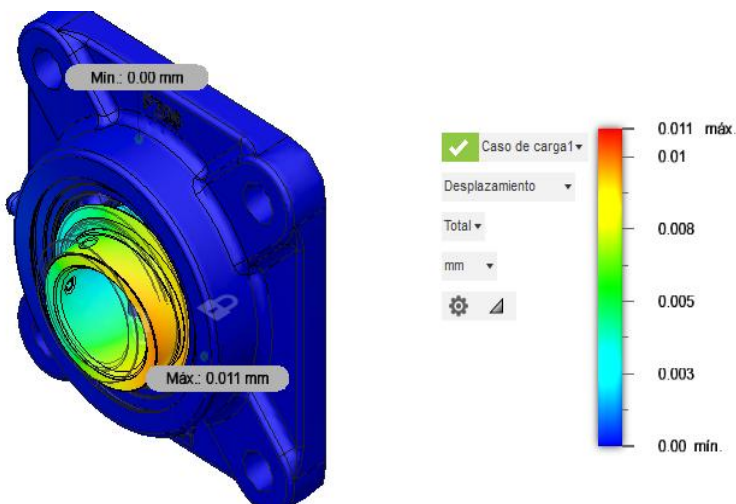 Mín.: 0.00 mm
Máx.: 0.011 mm
Caso de carga1
Desplazamiento
Total
mm
0.011 máx.
0.01
0.008
0.005
0.003
0.00 mín.